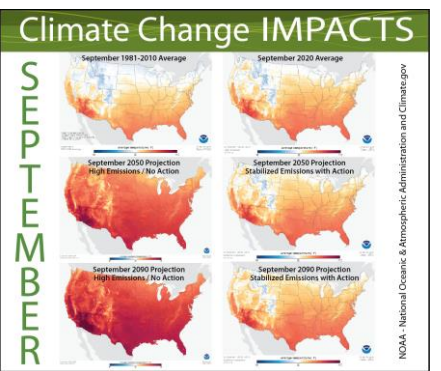 Climate Change IMPACTS
SEPTEMBER
September 1981-2010 Average
September 2020 Average
September 2050 Projection
High Emissions / No Action
September 2050 Projection
Stabilized Emissions with Action
September 2090 Projection
High Emissions / No Action
September 2090 Projection
Stabilized Emissions with Action
NOAA - National Oceanic & Atmospheric Administration and Climate.gov